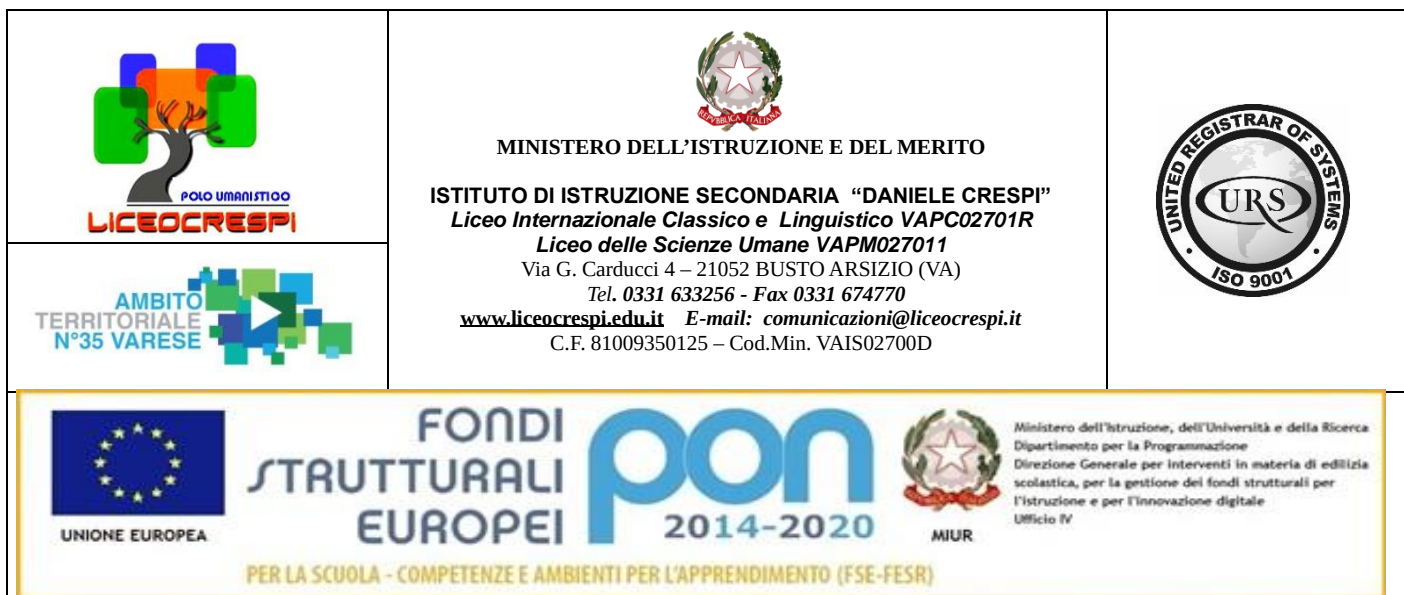 POLO UMANISTICO
LICEOCRESPI
AMBITO
TERRITORIALE
N°35 VARESE
REPVBBLICA ITALIANA
MINISTERO DELL’ISTRUZIONE E DEL MERITO
ISTITUTO DI ISTRUZIONE SECONDARIA “DANIELE CRESPI”
Liceo Internazionale Classico e Linguistico VAPC02701R
Liceo delle Scienze Umane VAPM027011
Via G. Carducci 4 – 21052 BUSTO ARSIZIO (VA)
Tel. 0331 633256 - Fax 0331 674770
www.liceocrespi.edu.it E-mail: comunicazioni@liceocrespi.it
C.F. 81009350125 – Cod.Min. VAIS02700D
UNITED REGISTRAR OF SYSTEMS
URS
ISO 9001
UNIONE EUROPEA
FONDI
STRUTTURALI
EUROPEI
pon
2014-2020
MIUR
Ministero dell'Istruzione, dell'Università e della Ricerca
Dipartimento per la Programmazione
Direzione Generale per interventi in materia di edilizia
scolastica, per la gestione dei fondi strutturali per
l'istruzione e per l'innovazione digitale
Ufficio IV
PER LA SCUOLA - COMPETENZE E AMBIENTI PER L'APPRENDIMENTO (FSE-FESR)